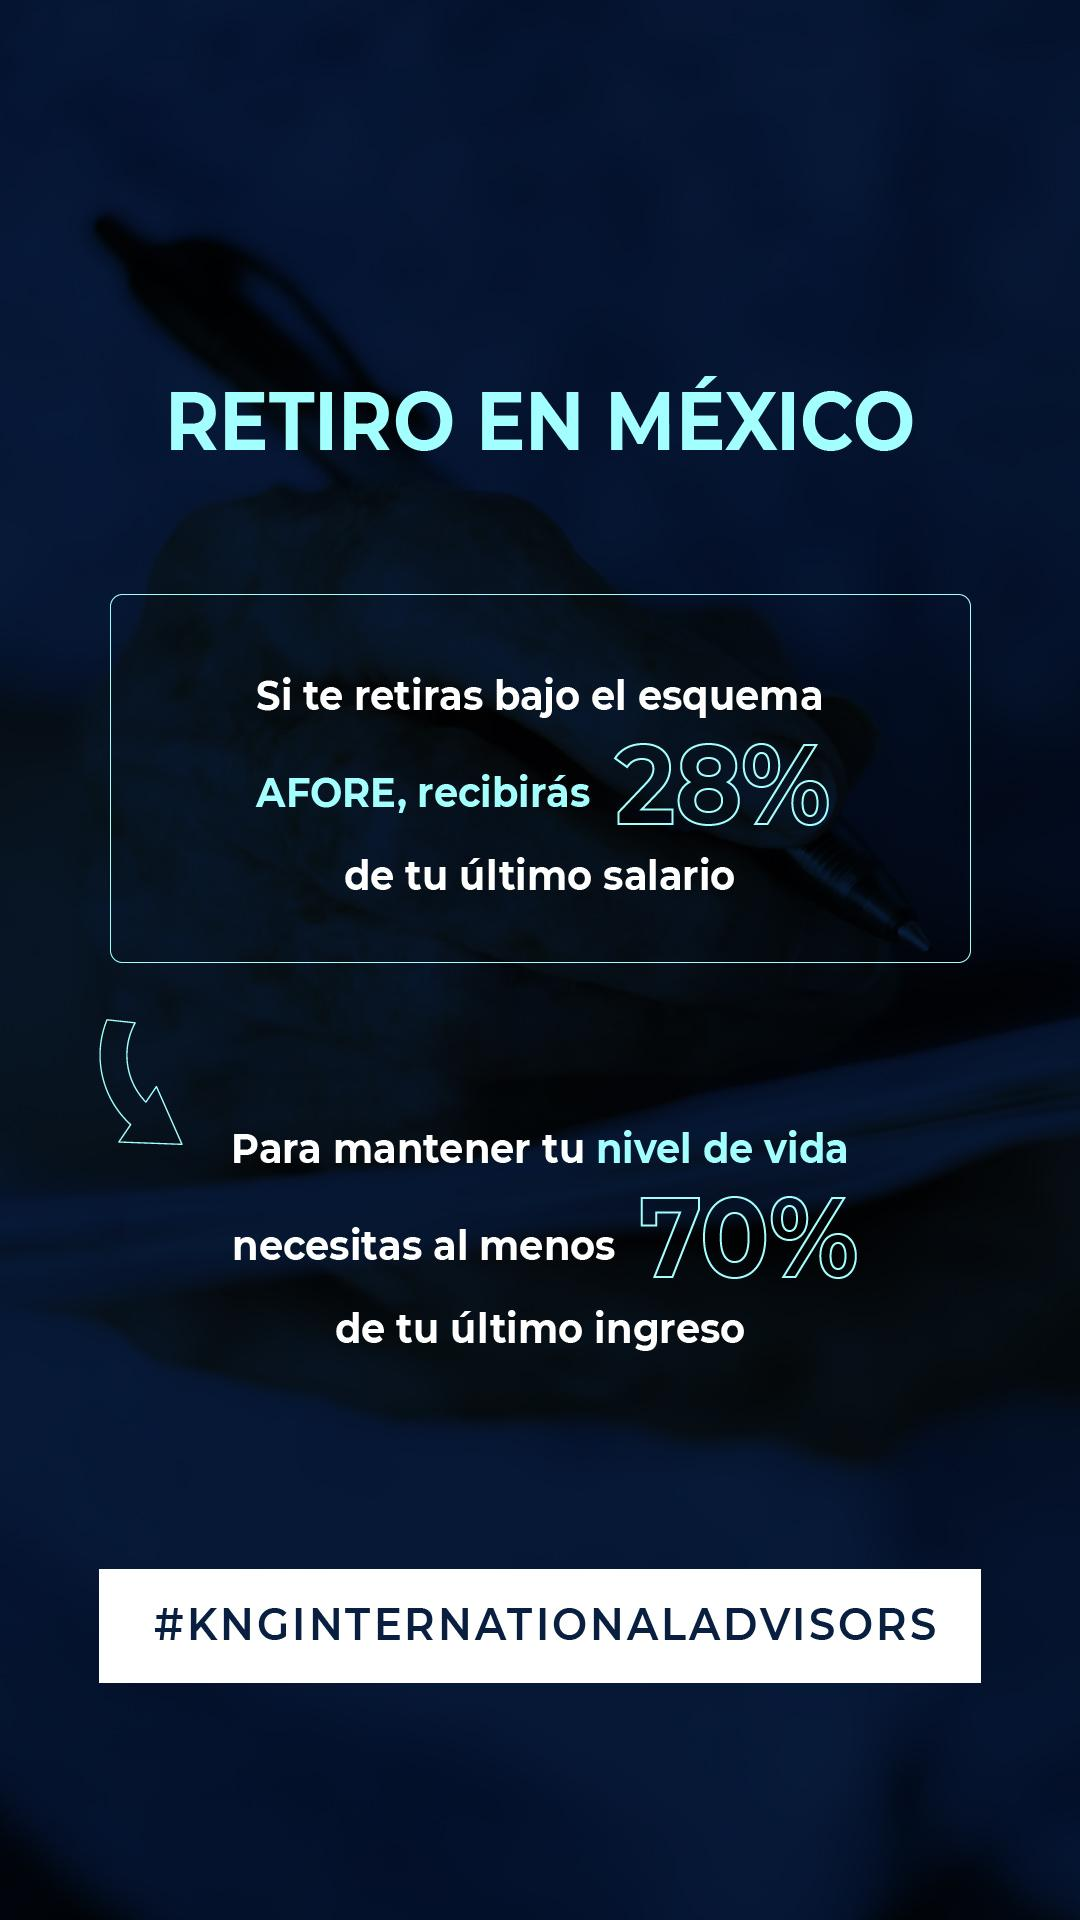 RETIRO EN MÉXICO
Si te retiras bajo el esquema
AFORE, recibirás 28%
de tu último salario
Para mantener tu nivel de vida
necesitas al menos 70%
de tu último ingreso
#KNGINTERNATIONALADVISORS